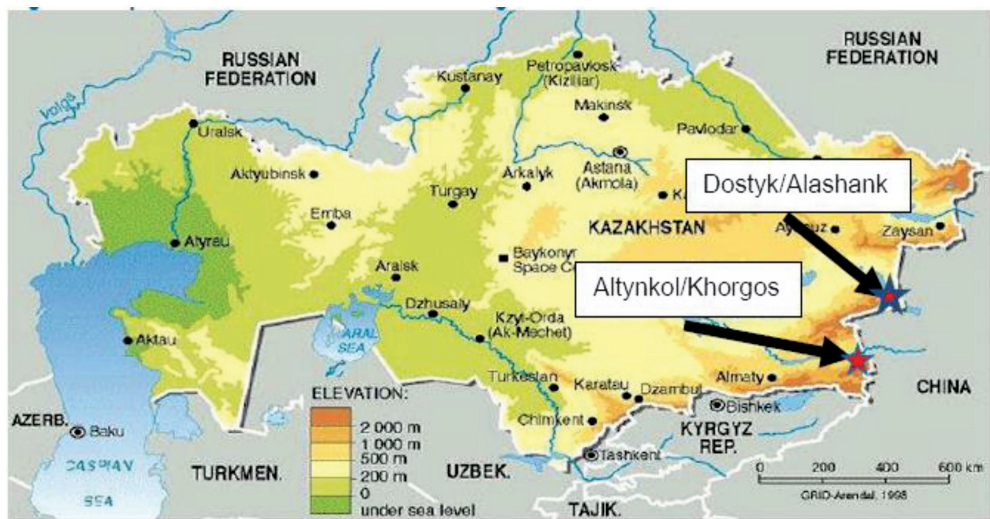 RUSSIAN
FEDERATION
RUSSIAN
FEDERATION
Volga
Kustanay
Petropavlosk
(Kiziliar)
Makinsk
Pavlodar
Uralsk
Aktyubinsk
Arkalyk
Astana
(Akmola)
Turgay
Emba
KAZAKHSTAN
Dostyk/Alashank
Zaysan
Atyrau
Baykonyr
Space
Aralsk
Altynkol/Khorgos
Dzhusaly
Kzyl-Orda
(Ak-Mechet)
ARAL
SEA
Aktau
Turkestan
Karatau
Dzambul
Almaty
CHINA
ELEVATION:
2 000 m
1 000 m
500 m
200 m
0
under sea level
Chimkent
Bishkek
KYRGYZ
REP.
AZERB.
Baku
Tashkent
CASPIAN
SEA
TURKMEN.
UZBEK.
TAJIK.
0 200 400 600 km
GRID-Arendal, 1998